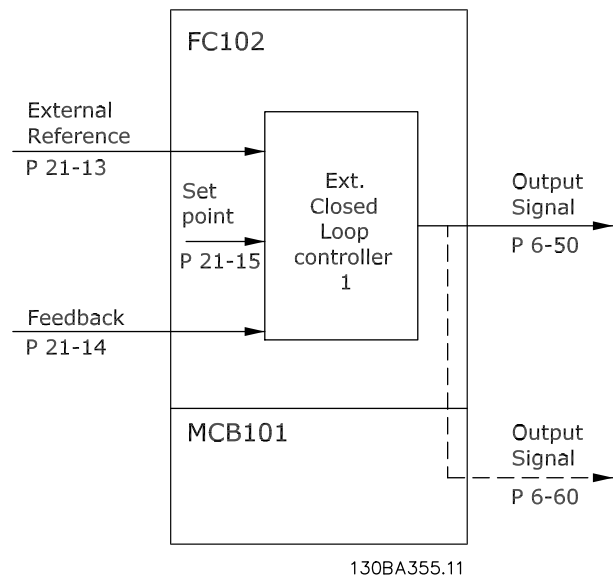 FC102
External
Reference
P 21-13
Set
point
P 21-15
Ext.
Closed
Loop
controller
1
Output
Signal
P 6-50
Feedback
P 21-14
MCB101
Output
Signal
P 6-60
130BA355.11